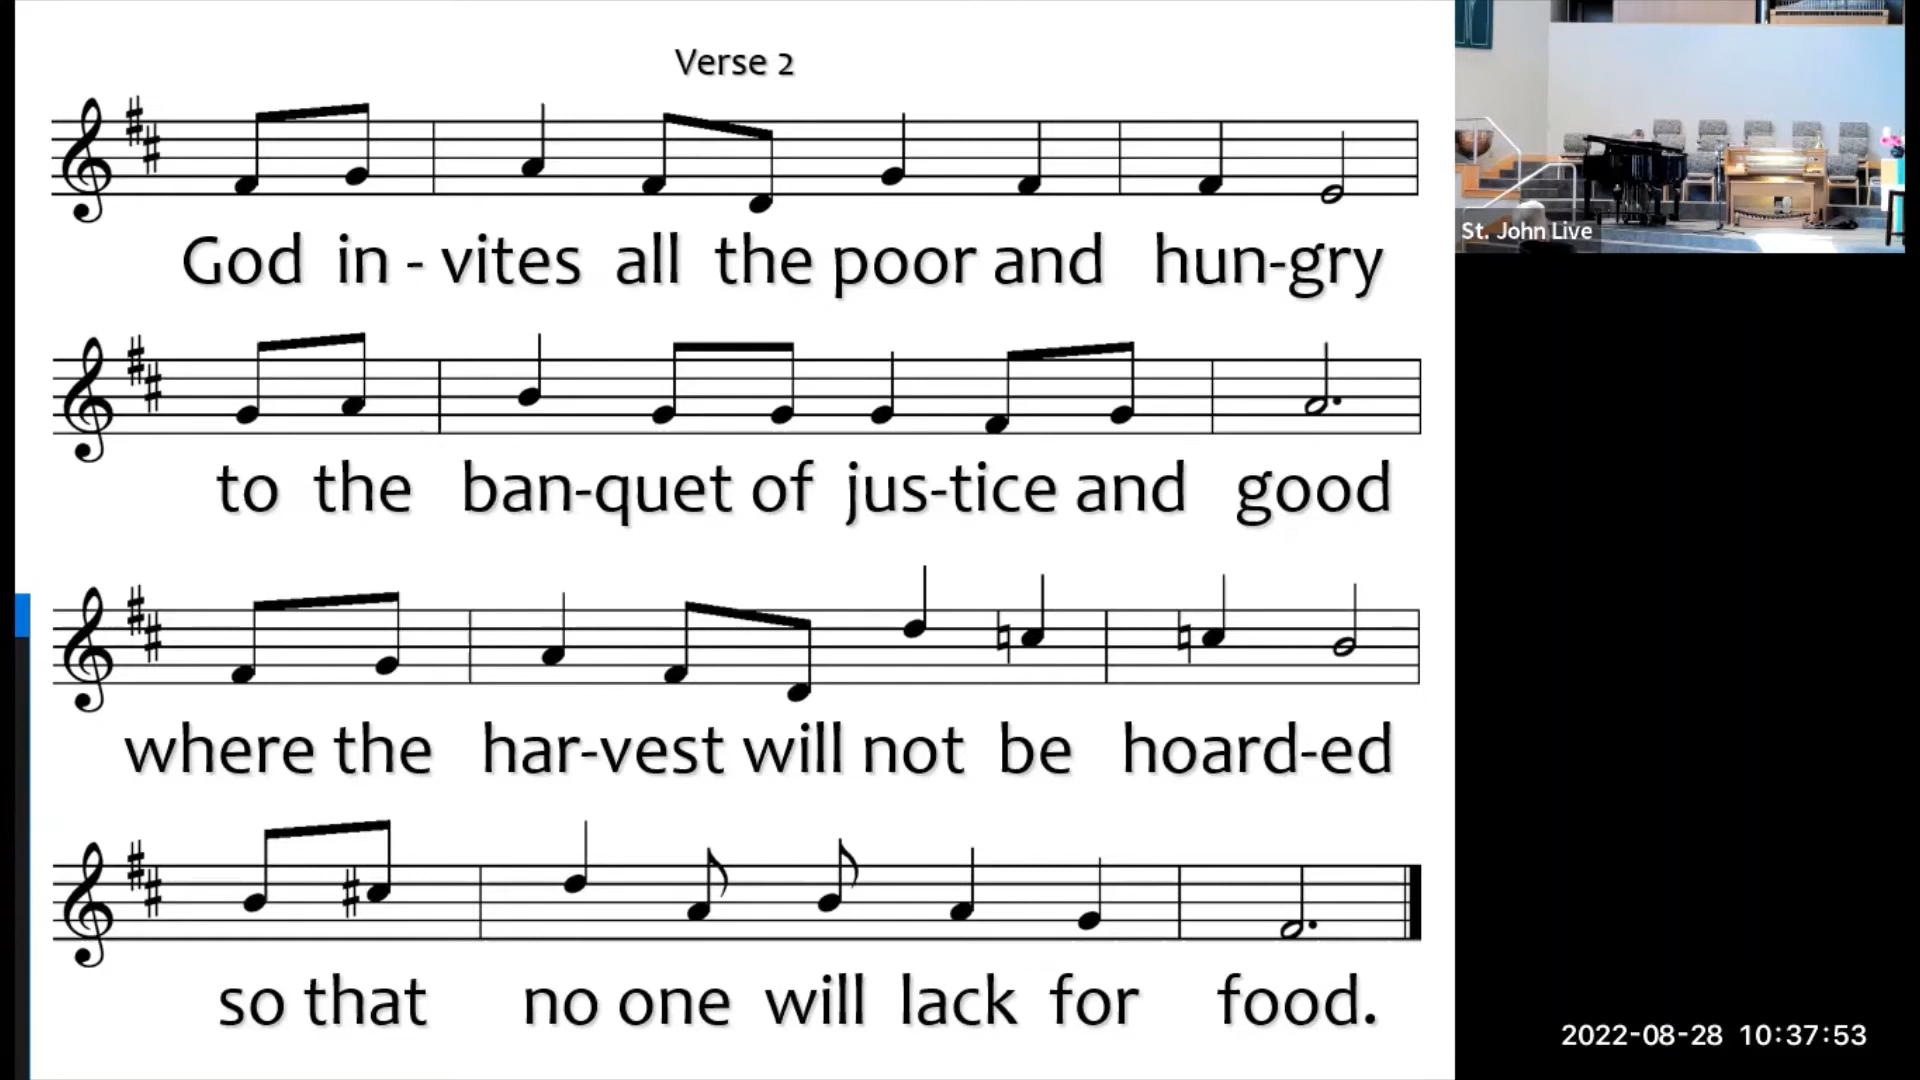 Verse 2
God in - vites all the poor and hun-gry
to the ban-quet of jus-tice and good
where the har-vest will not be hoard-ed
so that no one will lack for food.
St. John Live
2022-08-28 10:37:53